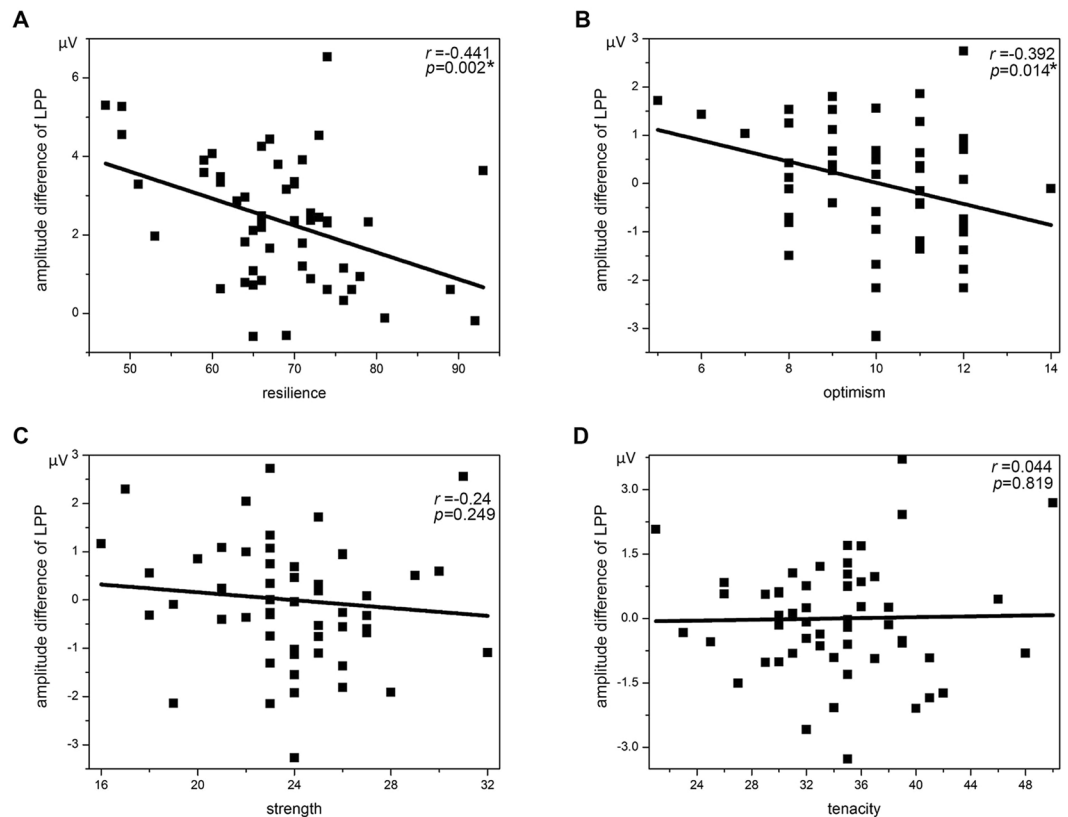 A
µV
r=-0.441
p=0.002*
6
4
2
0
amplitude difference of LPP
50 60 70 80 90
resilience
B
µV
r=-0.392
p=0.014*
3
2
1
0
-1
-2
-3
amplitude difference of LPP
6 8 10 12 14
optimism
C
µV
r=-0.24
p=0.249
3
2
1
0
-1
-2
-3
amplitude difference of LPP
16 20 24 28 32
strength
D
µV
r=0.044
p=0.819
3.0
1.5
0.0
-1.5
-3.0
amplitude difference of LPP
24 28 32 36 40 44 48
tenacity